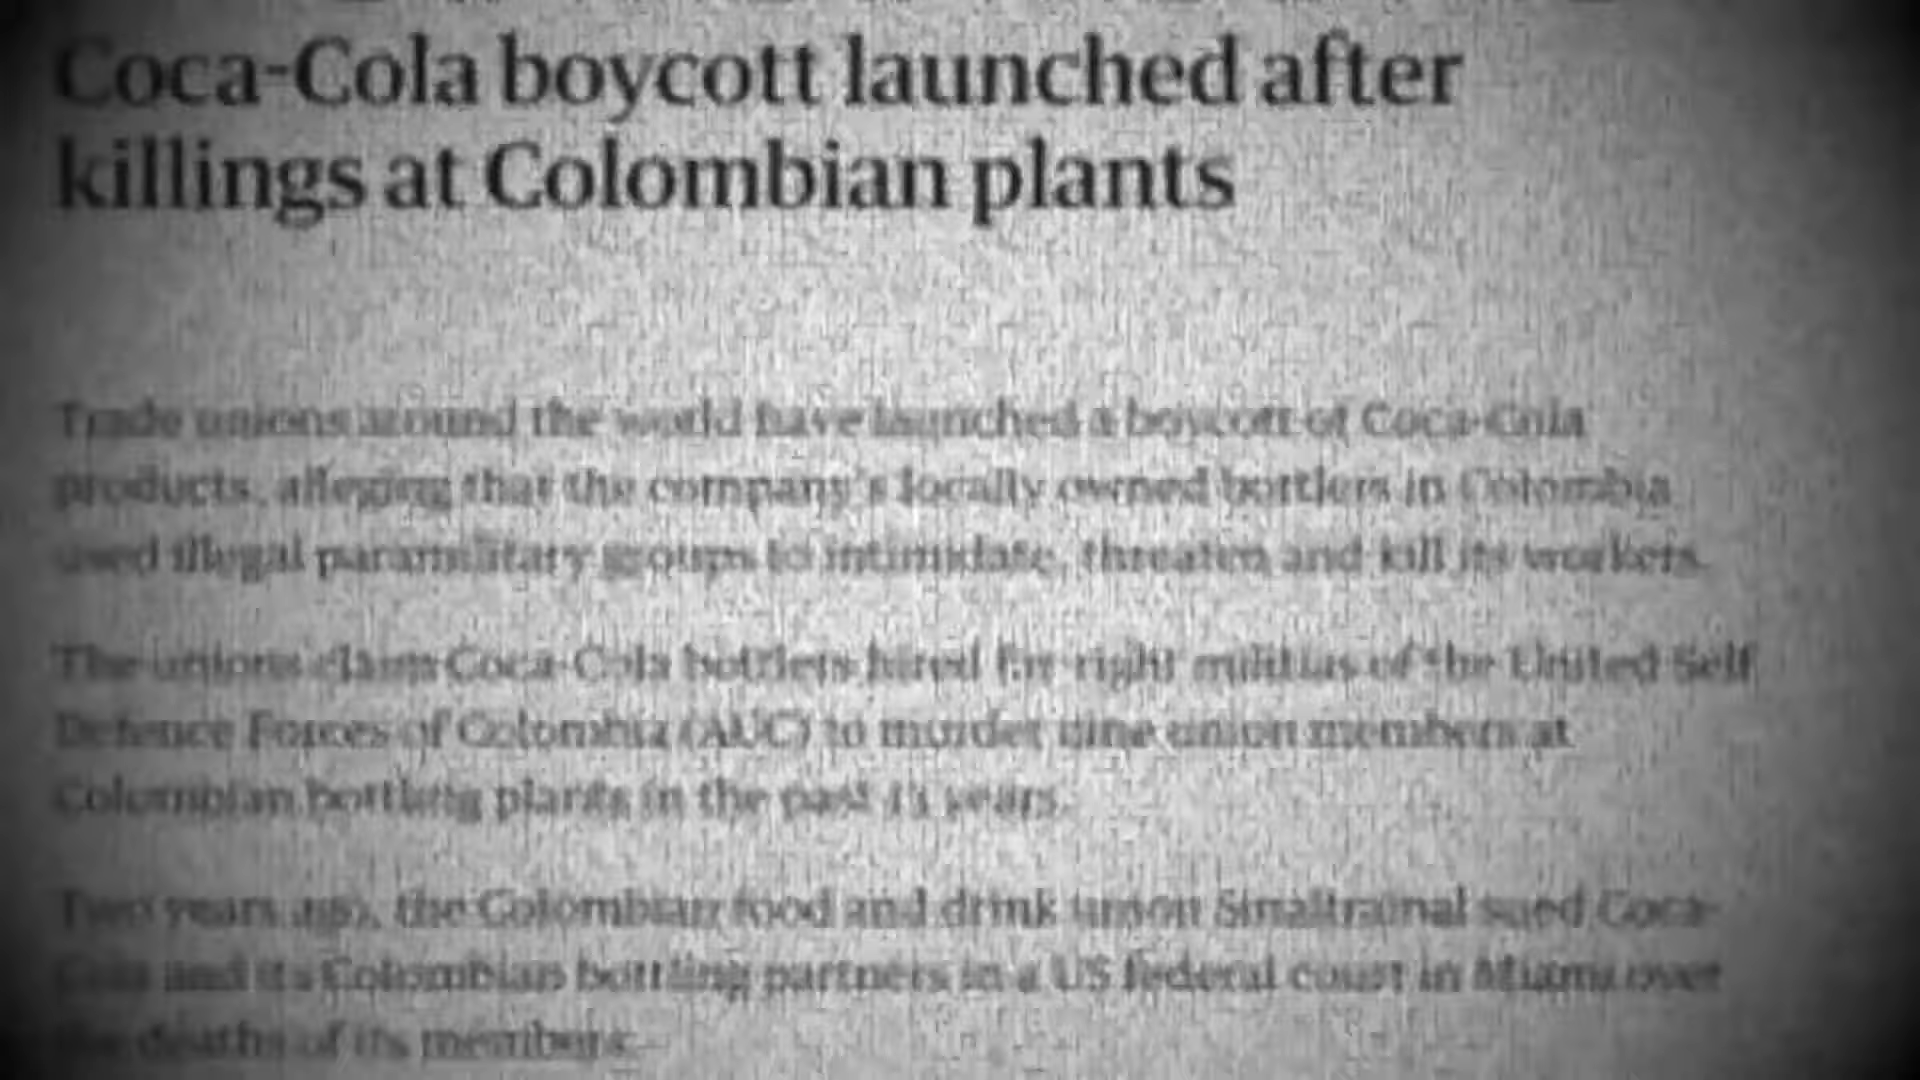 Coca-Cola boycott launched after
killings at Colombian plants
Trade unions around the world have launched a boycott of Coca-Cola
products, alleging that the company's locally owned bottlers in Colombia
used illegal paramilitary groups to intimidate, threaten and kill its workers.
The unions claim Coca-Cola bottlers hired far-right militias of the United Self
Defence Forces of Colombia (AUC) to murder nine union members at
Colombian bottling plants in the past years.
Two years ago, the Colombian food and drink union Sinaltrainal sued Coca-
Cola and its Colombian bottling partners in a US federal court in Miami over
the deaths of its members.